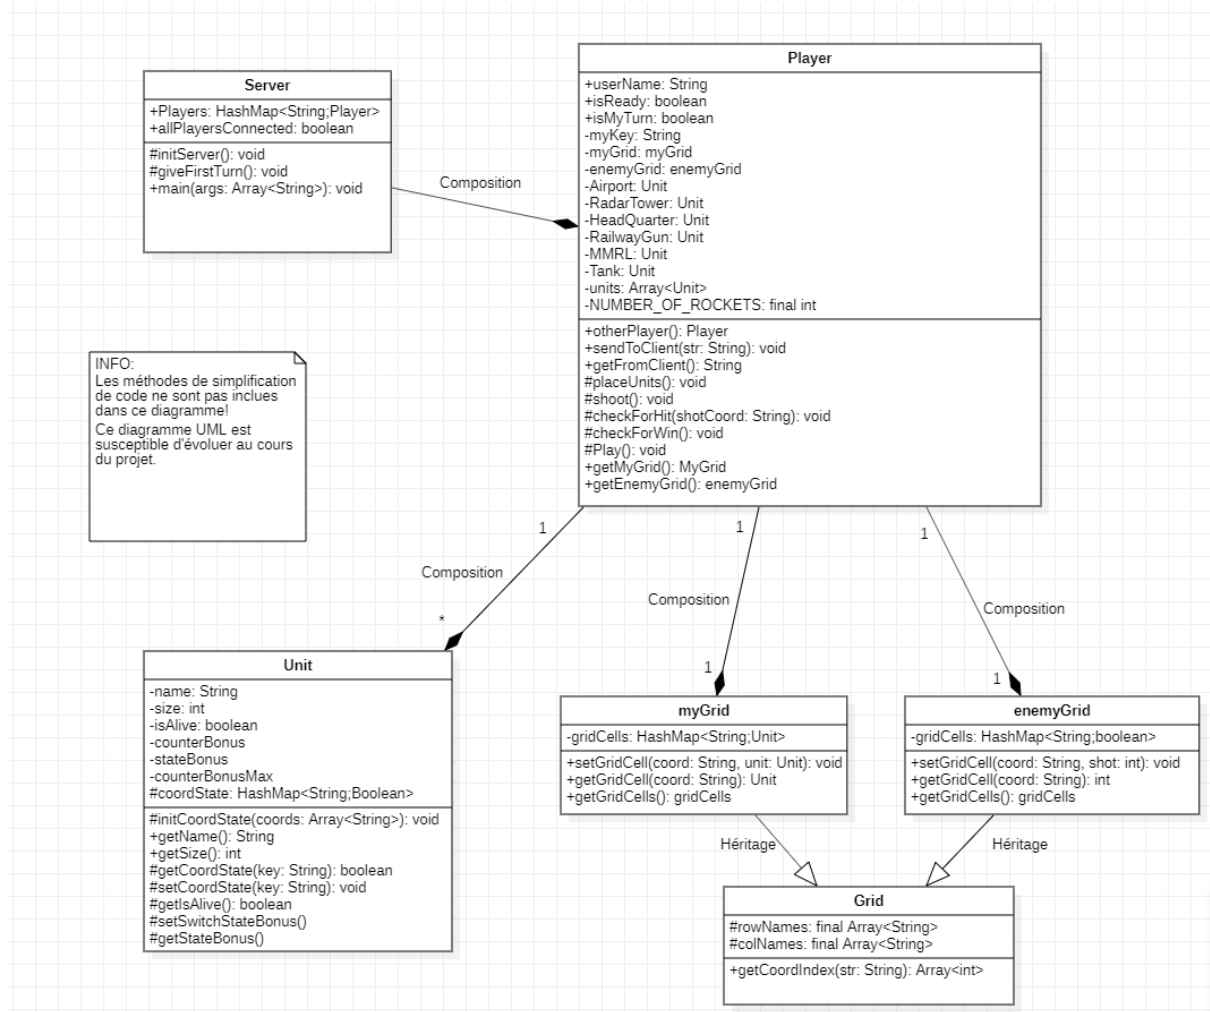 Server
+Players: HashMap<String;Player>
+allPlayersConnected: boolean
#initServer(): void
#giveFirstTurn(): void
+main(args: Array<String>): void
Composition
Player
+userName: String
+isReady: boolean
+isMyTurn: boolean
-myKey: String
-myGrid: myGrid
-enemyGrid: enemyGrid
-Airport: Unit
-RadarTower: Unit
-HeadQuarter: Unit
-RailwayGun: Unit
-MMRL: Unit
-Tank: Unit
-units: Array<Unit>
-NUMBER_OF_ROCKETS: final int
+otherPlayer(): Player
+sendToClient(str: String): void
+getFromClient(): String
#placeUnits(): void
#shoot(): void
#checkForHit(shotCoord: String): void
#checkForWin(): void
#Play(): void
+getMyGrid(): MyGrid
+getEnemyGrid(): enemyGrid
INFO:
Les méthodes de simplification
de code ne sont pas inclues
dans ce diagramme!
Ce diagramme UML est
susceptible d'évoluer au cours
du projet.
1
Composition
*
1
Composition
1
1
Composition
1
Unit
-name: String
-size: int
-isAlive: boolean
-counterBonus
-stateBonus
-counterBonusMax
#coordState: HashMap<String;Boolean>
#initCoordState(coords: Array<String>): void
+getName(): String
+getSize(): int
#getCoordState(key: String): boolean
#setCoordState(key: String): void
#getIsAlive(): boolean
#setSwitchStateBonus()
#getStateBonus()
myGrid
-gridCells: HashMap<String;Unit>
+setGridCell(coord: String, unit: Unit): void
+getGridCell(coord: String): Unit
+getGridCells(): gridCells
enemyGrid
-gridCells: HashMap<String;boolean>
+setGridCell(coord: String, shot: int): void
+getGridCell(coord: String): int
+getGridCells(): gridCells
Héritage
Héritage
Grid
#rowNames: final Array<String>
#colNames: final Array<String>
+getCoordIndex(str: String): Array<int>